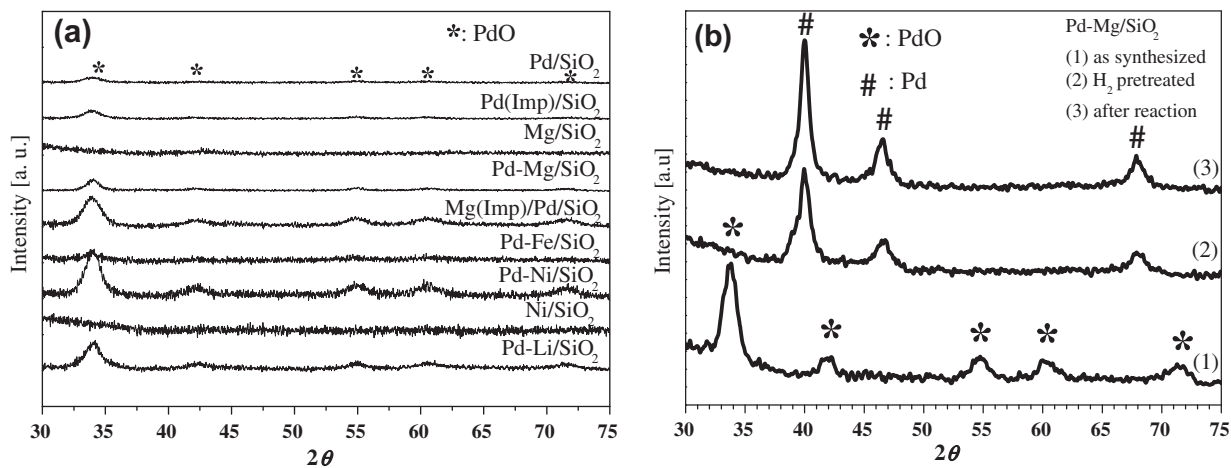 (a)
*: PdO
* * * * *
Pd/SiO₂
Pd(Imp)/SiO₂
Mg/SiO₂
Pd-Mg/SiO₂
Mg(Imp)/Pd/SiO₂
Pd-Fe/SiO₂
Pd-Ni/SiO₂
Ni/SiO₂
Pd-Li/SiO₂
Intensity [a. u.]
30 35 40 45 50 55 60 65 70 75
2θ
(b)
*: PdO
#: Pd
Pd-Mg/SiO₂
(1) as synthesized
(2) H₂ pretreated
(3) after reaction
# # #
(3)
(2)
* * * * *
(1)
Intensity [a.u]
30 35 40 45 50 55 60 65 70 75
2θ